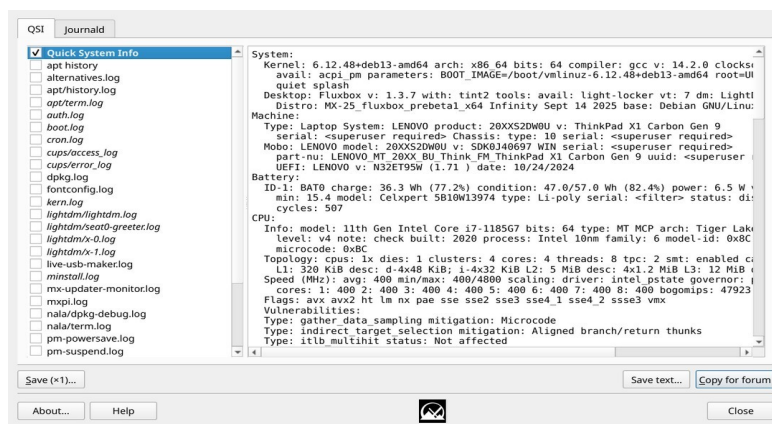 QSI Journald
Quick System Info
apt history
alternatives.log
apt/history.log
apt/term.log
auth.log
boot.log
cron.log
cups/access_log
cups/error_log
dpkg.log
fontconfig.log
kern.log
lightdm/lightdm.log
lightdm/seat0-greeter.log
lightdm/x-0.log
lightdm/x-1.log
live-usb-maker.log
minstall.log
mx-updater-monitor.log
mxpi.log
nala/dpkg-debug.log
nala/term.log
pm-powersave.log
pm-suspend.log
System:
Kernel: 6.12.48+deb13-amd64 arch: x86_64 bits: 64 compiler: gcc v: 14.2.0 clockso
avail: acpi_pm parameters: BOOT_IMAGE=/boot/vmlinuz-6.12.48+deb13-amd64 root=UU
quiet splash
Desktop: Fluxbox v: 1.3.7 with: tint2 tools: avail: light-locker vt: 7 dm: LightD
Distro: MX-25_fluxbox_prebeta1_x64 Infinity Sept 14 2025 base: Debian GNU/Linux
Machine:
Type: Laptop System: LENOVO product: 20XXS2DW0U v: ThinkPad X1 Carbon Gen 9
serial: <superuser required> Chassis: type: 10 serial: <superuser required>
Mobo: LENOVO model: 20XXS2DW0U v: SDK0J40697 WIN serial: <superuser required>
part-nu: LENOVO_MT_20XX_BU_Think_FM_ThinkPad X1 Carbon Gen 9 uuid: <superuser
UEFI: LENOVO v: N32ET95W (1.71 ) date: 10/24/2024
Battery:
ID-1: BAT0 charge: 36.3 Wh (77.2%) condition: 47.0/57.0 Wh (82.4%) power: 6.5 W
min: 15.4 model: Celxpert 5B10W13974 type: Li-poly serial: <filter> status: dis
cycles: 507
CPU:
Info: model: 11th Gen Intel Core i7-1185G7 bits: 64 type: MT MCP arch: Tiger Lake
level: v4 note: check built: 2020 process: Intel 10nm family: 6 model-id: 0x8C
microcode: 0xBC
Topology: cpus: 1x dies: 1 clusters: 4 cores: 4 threads: 8 tpc: 2 smt: enabled ca
L1: 320 KiB desc: d-4x48 KiB; i-4x32 KiB L2: 5 MiB desc: 4x1.2 MiB L3: 12 MiB
Speed (MHz): avg: 400 min/max: 400/4800 scaling: driver: intel_pstate governor:
cores: 1: 400 2: 400 3: 400 4: 400 5: 400 6: 400 7: 400 8: 400 bogomips: 47923
Flags: avx avx2 ht lm nx pae sse sse2 sse3 sse4_1 sse4_2 ssse3 vmx
Vulnerabilities:
Type: gather_data_sampling mitigation: Microcode
Type: indirect_target_selection mitigation: Aligned branch/return thunks
Type: itlb_multihit status: Not affected
Save (×1)... Save text... Copy for forum
About... Help Close